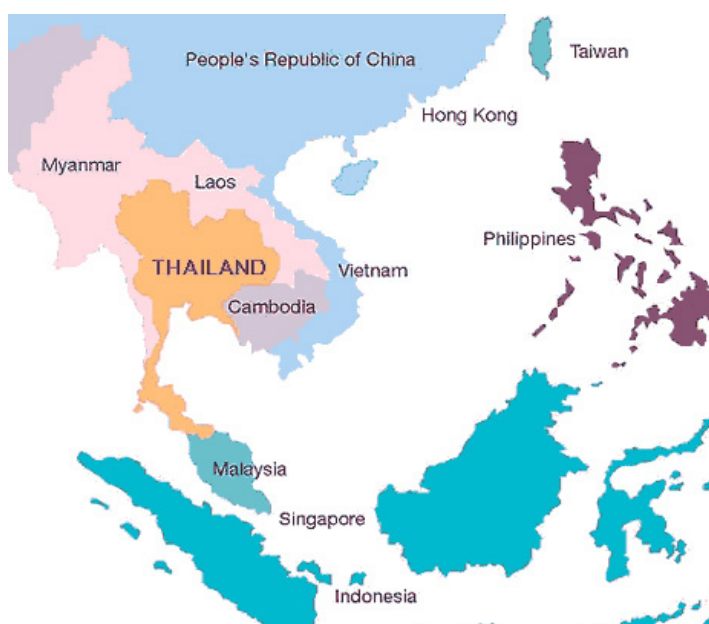 People's Republic of China
Taiwan
Hong Kong
Myanmar
Laos
Philippines
THAILAND
Vietnam
Cambodia
Malaysia
Singapore
Indonesia